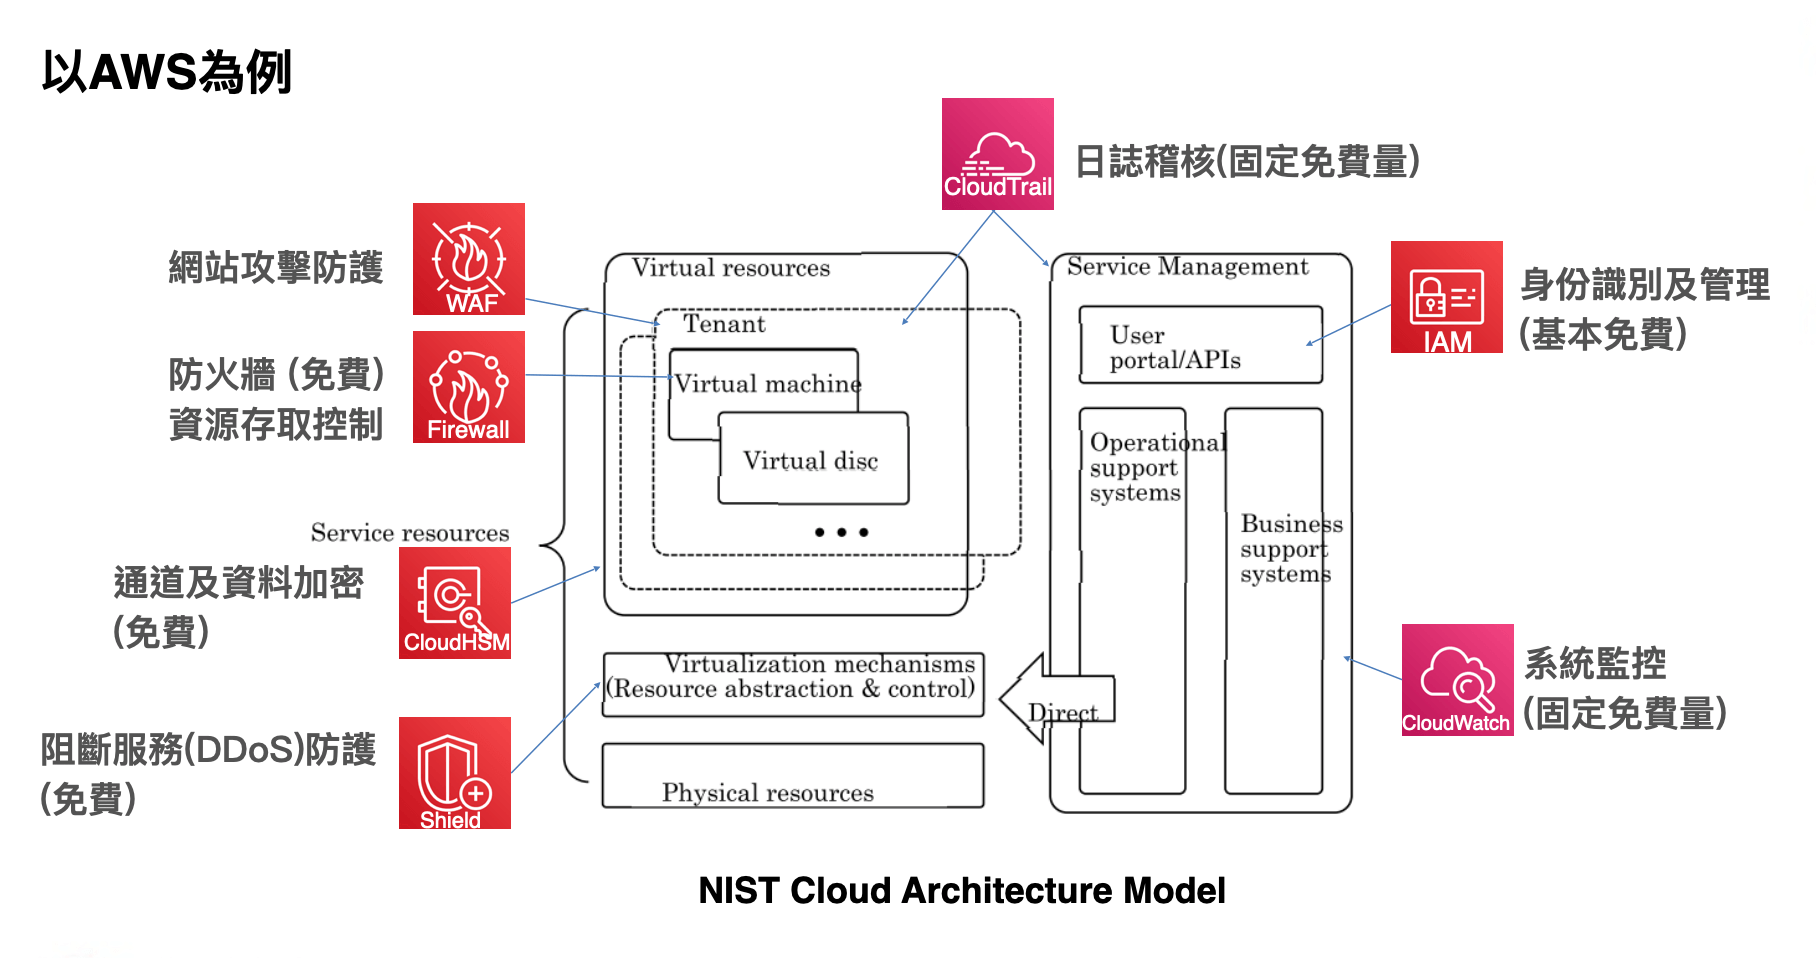 以AWS為例
CloudTrail
日誌稽核(固定免費量)
網站攻擊防護
WAF
防火牆 (免費)
資源存取控制
Firewall
Virtual resources
Tenant
Virtual machine
Virtual disc
Service Management
User
portal/APIs
Operational
support
systems
Business
support
systems
IAM
身份識別及管理
(基本免費)
Service resources
通道及資料加密
(免費)
CloudHSM
Virtualization mechanisms
(Resource abstraction & control)
Direct
CloudWatch
系統監控
(固定免費量)
阻斷服務(DDoS)防護
(免費)
Shield
Physical resources
NIST Cloud Architecture Model